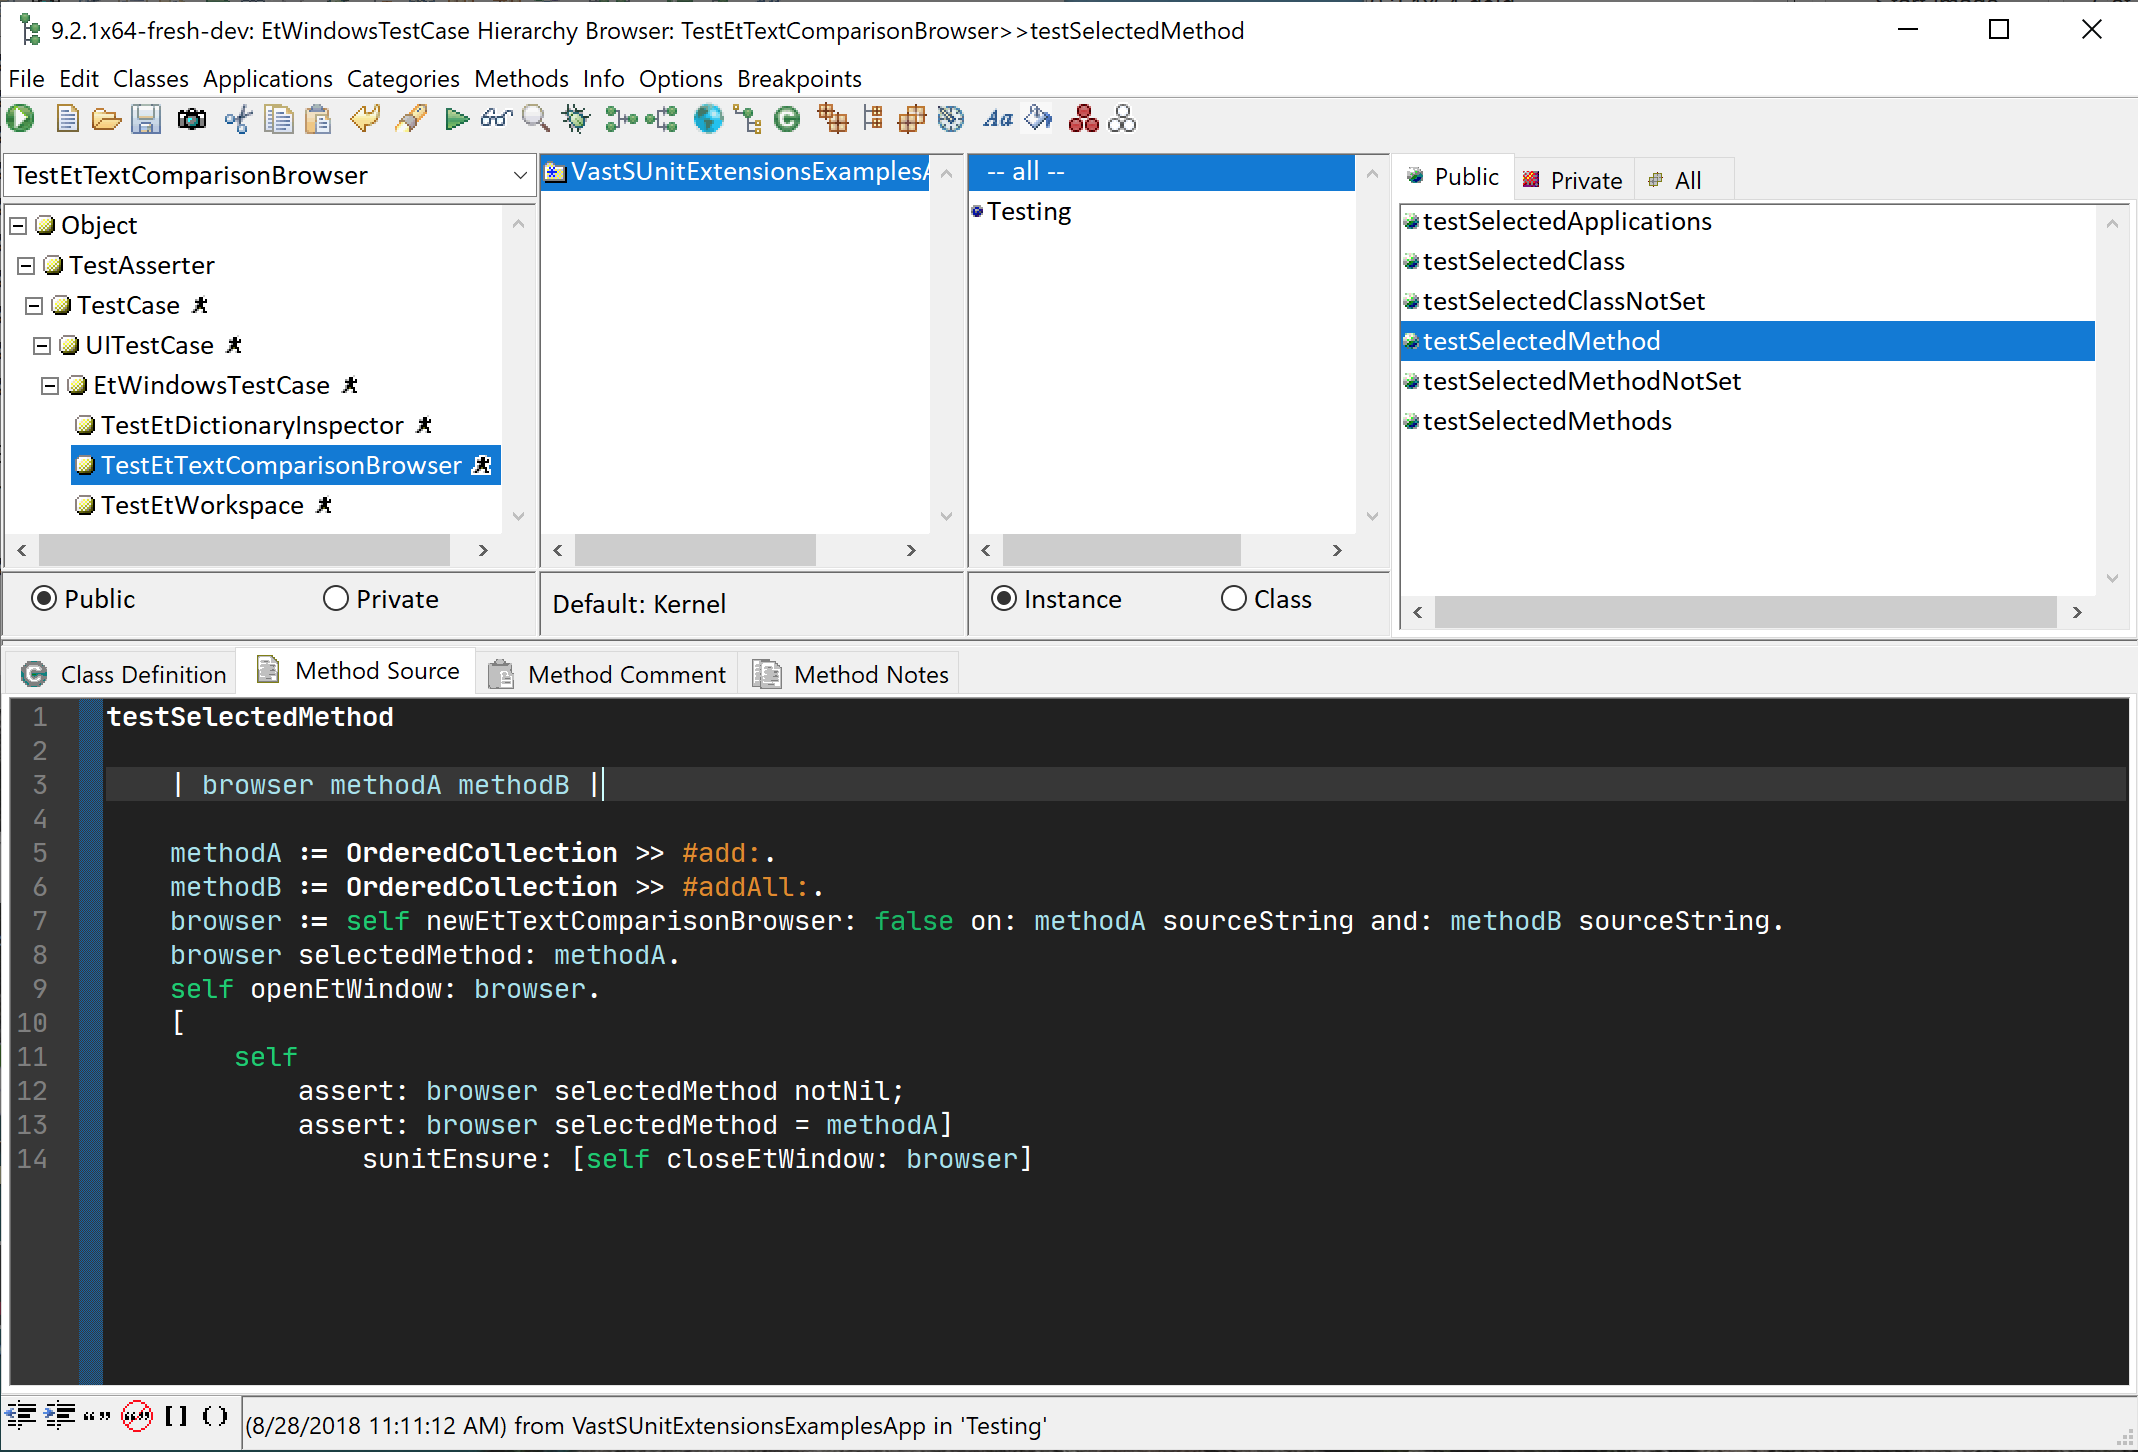 9.2.1x64-fresh-dev: EtWindowsTestCase Hierarchy Browser: TestEtTextComparisonBrowser>>testSelectedMethod
File Edit Classes Applications Categories Methods Info Options Breakpoints
TestEtTextComparisonBrowser
Object
TestAsserter
TestCase
UITestCase
EtWindowsTestCase
TestEtDictionaryInspector
TestEtTextComparisonBrowser
TestEtWorkspace
Public Private
VastSUnitExtensionsExamplesA
Default: Kernel
-- all --
Testing
Instance Class
Public Private All
testSelectedApplications
testSelectedClass
testSelectedClassNotSet
testSelectedMethod
testSelectedMethodNotSet
testSelectedMethods
Class Definition Method Source Method Comment Method Notes
1 testSelectedMethod
2
3 | browser methodA methodB |
4
5 methodA := OrderedCollection >> #add:.
6 methodB := OrderedCollection >> #addAll:.
7 browser := self newEtTextComparisonBrowser: false on: methodA sourceString and: methodB sourceString.
8 browser selectedMethod: methodA.
9 self openEtWindow: browser.
10 [
11 self
12 assert: browser selectedMethod notNil;
13 assert: browser selectedMethod = methodA]
14 sunitEnsure: [self closeEtWindow: browser]
(8/28/2018 11:11:12 AM) from VastSUnitExtensionsExamplesApp in 'Testing'